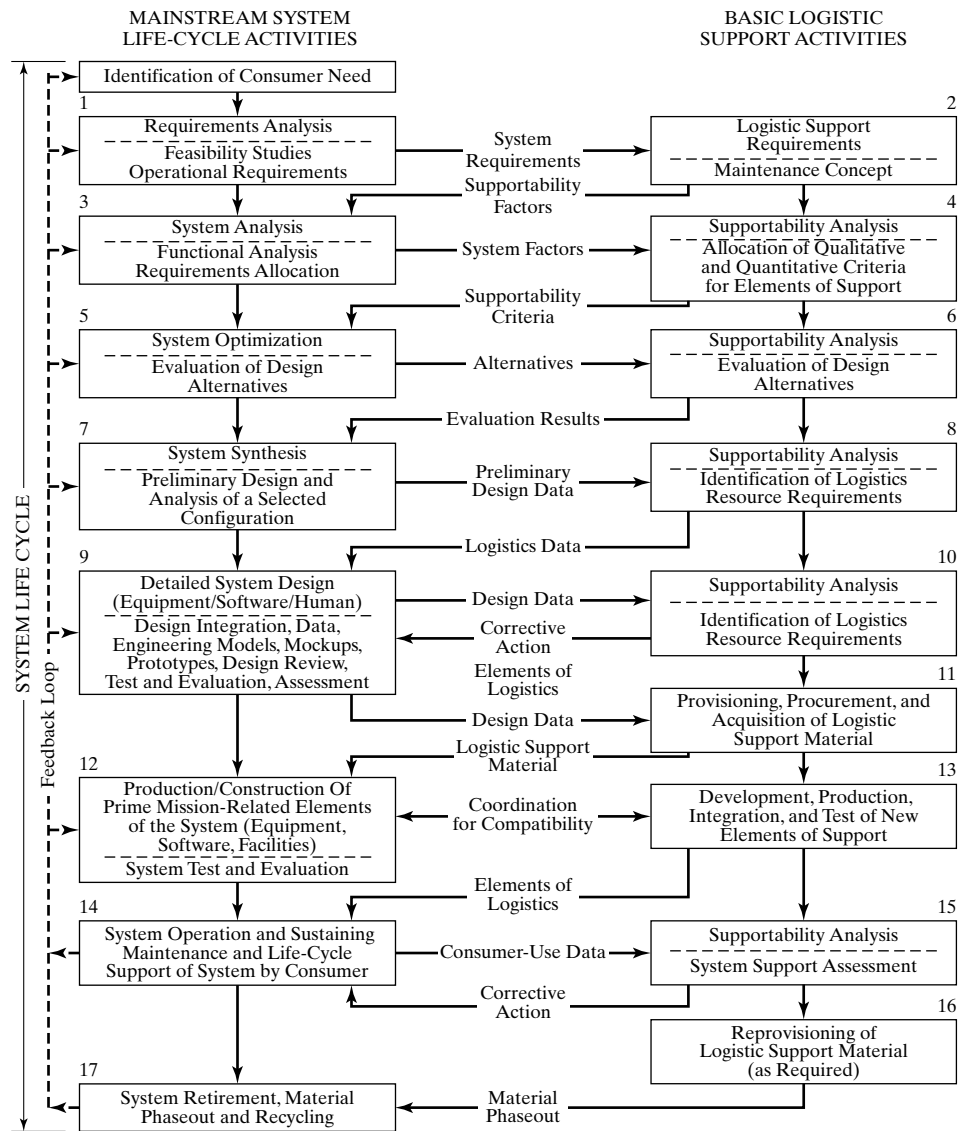 MAINSTREAM SYSTEM
LIFE-CYCLE ACTIVITIES
BASIC LOGISTIC
SUPPORT ACTIVITIES
SYSTEM LIFE CYCLE
Feedback Loop
Identification of Consumer Need
1
Requirements Analysis
Feasibility Studies
Operational Requirements
System
Requirements
2
Logistic Support
Requirements
Maintenance Concept
Supportability
Factors
3
System Analysis
Functional Analysis
Requirements Allocation
System Factors
4
Supportability Analysis
Allocation of Qualitative
and Quantitative Criteria
for Elements of Support
Supportability
Criteria
5
System Optimization
Evaluation of Design
Alternatives
Alternatives
6
Supportability Analysis
Evaluation of Design
Alternatives
Evaluation Results
7
System Synthesis
Preliminary Design and
Analysis of a Selected
Configuration
Preliminary
Design Data
8
Supportability Analysis
Identification of Logistics
Resource Requirements
Logistics Data
9
Detailed System Design
(Equipment/Software/Human)
Design Integration, Data,
Engineering Models, Mockups,
Prototypes, Design Review,
Test and Evaluation, Assessment
Design Data
Corrective
Action
Elements of
Logistics
Design Data
10
Supportability Analysis
Identification of Logistics
Resource Requirements
11
Provisioning, Procurement, and
Acquisition of Logistic
Support Material
Logistic Support
Material
12
Production/Construction Of
Prime Mission-Related Elements
of the System (Equipment,
Software, Facilities)
System Test and Evaluation
Coordination
for Compatibility
13
Development, Production,
Integration, and Test of New
Elements of Support
Elements of
Logistics
14
System Operation and Sustaining
Maintenance and Life-Cycle
Support of System by Consumer
Consumer-Use Data
15
Supportability Analysis
System Support Assessment
Corrective
Action
16
Reprovisioning of
Logistic Support Material
(as Required)
17
System Retirement, Material
Phaseout and Recycling
Material
Phaseout